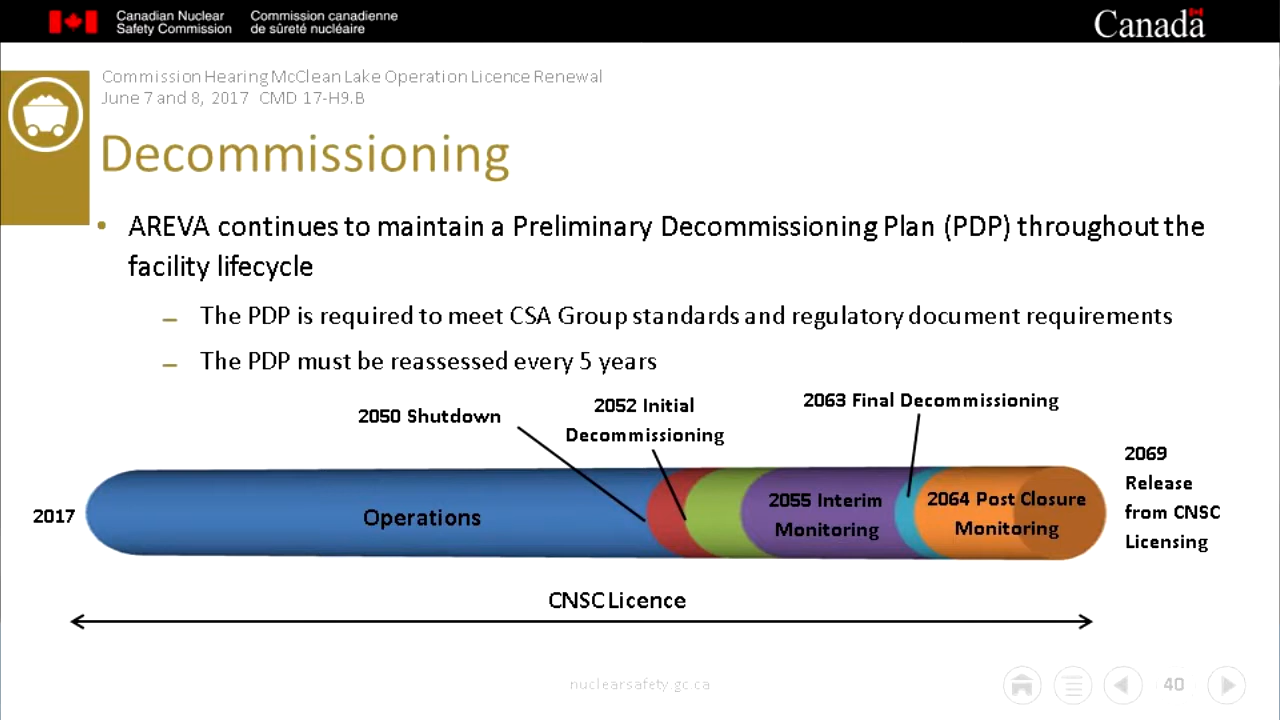 Canadian Nuclear Safety Commission
Commission canadienne de sûreté nucléaire
Canada
Commission Hearing McClean Lake Operation Licence Renewal
June 7 and 8, 2017 CMD 17-H9.B
Decommissioning
• AREVA continues to maintain a Preliminary Decommissioning Plan (PDP) throughout the
facility lifecycle
– The PDP is required to meet CSA Group standards and regulatory document requirements
– The PDP must be reassessed every 5 years
2050 Shutdown
2052 Initial
Decommissioning
2063 Final Decommissioning
2017
Operations
2055 Interim
Monitoring
2064 Post Closure
Monitoring
2069
Release
from CNSC
Licensing
CNSC Licence
nuclearsafety.gc.ca
40